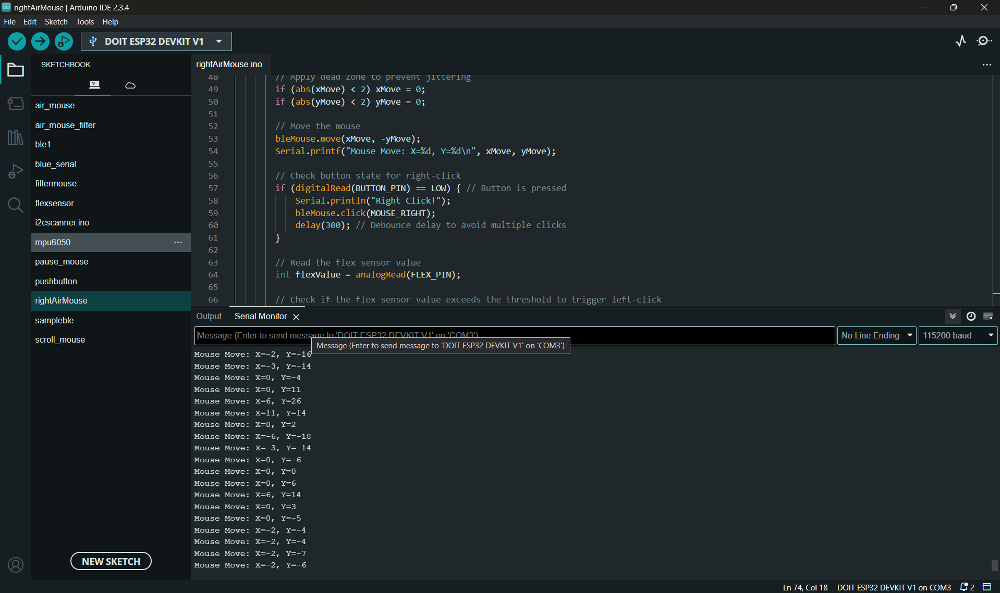 rightAirMouse | Arduino IDE 2.3.4
File Edit Sketch Tools Help
DOIT ESP32 DEVKIT V1
SKETCHBOOK
air_mouse
air_mouse_filter
ble1
blue_serial
filtermouse
flexsensor
i2cscanner.ino
mpu6050
pause_mouse
pushbutton
rightAirMouse
sampleble
scroll_mouse
NEW SKETCH
rightAirMouse.ino
48 // Apply dead zone to prevent jittering
49 if (abs(xMove) < 2) xMove = 0;
50 if (abs(yMove) < 2) yMove = 0;
51
52 // Move the mouse
53 bleMouse.move(xMove, -yMove);
54 Serial.printf("Mouse Move: X=%d, Y=%d\n", xMove, yMove);
55
56 // Check button state for right-click
57 if (digitalRead(BUTTON_PIN) == LOW) { // Button is pressed
58 Serial.println("Right Click!");
59 bleMouse.click(MOUSE_RIGHT);
60 delay(300); // Debounce delay to avoid multiple clicks
61 }
62
63 // Read the flex sensor value
64 int flexValue = analogRead(FLEX_PIN);
65
66 // Check if the flex sensor value exceeds the threshold to trigger left-click
Output Serial Monitor
Message (Enter to send message to 'DOIT ESP32 DEVKIT V1' on 'COM3')
No Line Ending 115200 baud
Message (Enter to send message to 'DOIT ESP32 DEVKIT V1' on 'COM3')
Mouse Move: X=-2, Y=-16
Mouse Move: X=-3, Y=-14
Mouse Move: X=0, Y=-4
Mouse Move: X=0, Y=11
Mouse Move: X=6, Y=26
Mouse Move: X=11, Y=14
Mouse Move: X=0, Y=2
Mouse Move: X=-6, Y=-18
Mouse Move: X=-3, Y=-14
Mouse Move: X=0, Y=-6
Mouse Move: X=0, Y=0
Mouse Move: X=0, Y=6
Mouse Move: X=6, Y=14
Mouse Move: X=0, Y=3
Mouse Move: X=0, Y=-5
Mouse Move: X=-2, Y=-4
Mouse Move: X=-2, Y=-4
Mouse Move: X=-2, Y=-7
Mouse Move: X=-2, Y=-6
Ln 74, Col 18 DOIT ESP32 DEVKIT V1 on COM3 2